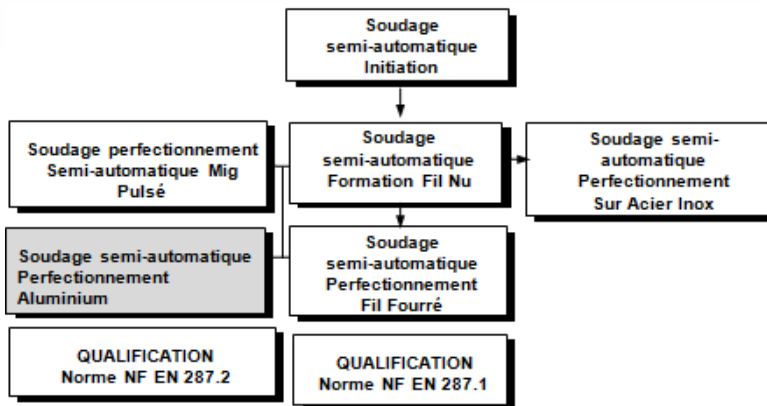 Soudage
semi-automatique
Initiation
Soudage perfectionnement
Semi-automatique Mig
Pulsé
Soudage
semi-automatique
Formation Fil Nu
Soudage semi-
automatique
Perfectionnement
Sur Acier Inox
Soudage semi-automatique
Perfectionnement
Aluminium
Soudage
semi-automatique
Perfectionnement
Fil Fourré
QUALIFICATION
Norme NF EN 287.2
QUALIFICATION
Norme NF EN 287.1